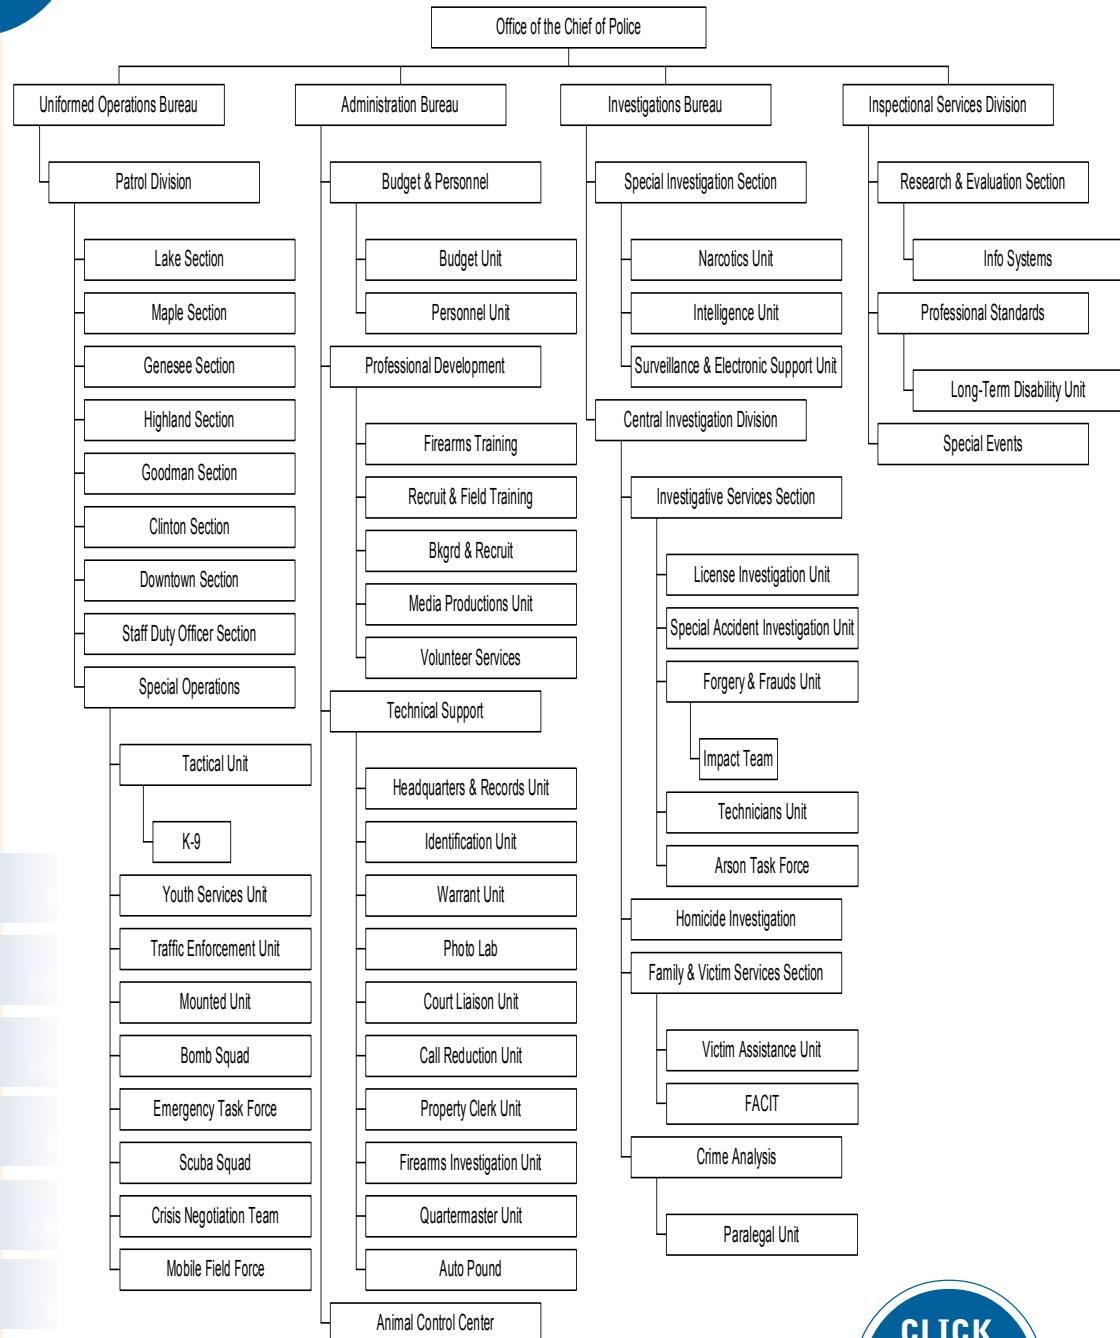 Office of the Chief of Police
Uniformed Operations Bureau
Patrol Division
Lake Section
Maple Section
Genesee Section
Highland Section
Goodman Section
Clinton Section
Downtown Section
Staff Duty Officer Section
Special Operations
Tactical Unit
K-9
Youth Services Unit
Traffic Enforcement Unit
Mounted Unit
Bomb Squad
Emergency Task Force
Scuba Squad
Crisis Negotiation Team
Mobile Field Force
Administration Bureau
Budget & Personnel
Budget Unit
Personnel Unit
Professional Development
Firearms Training
Recruit & Field Training
Bkgrd & Recruit
Media Productions Unit
Volunteer Services
Technical Support
Headquarters & Records Unit
Identification Unit
Warrant Unit
Photo Lab
Court Liaison Unit
Call Reduction Unit
Property Clerk Unit
Firearms Investigation Unit
Quartermaster Unit
Auto Pound
Animal Control Center
Investigations Bureau
Special Investigation Section
Narcotics Unit
Intelligence Unit
Surveillance & Electronic Support Unit
Central Investigation Division
Investigative Services Section
License Investigation Unit
Special Accident Investigation Unit
Forgery & Frauds Unit
Impact Team
Technicians Unit
Arson Task Force
Homicide Investigation
Family & Victim Services Section
Victim Assistance Unit
FACIT
Crime Analysis
Paralegal Unit
Inspectional Services Division
Research & Evaluation Section
Info Systems
Professional Standards
Long-Term Disability Unit
Special Events
CLICK